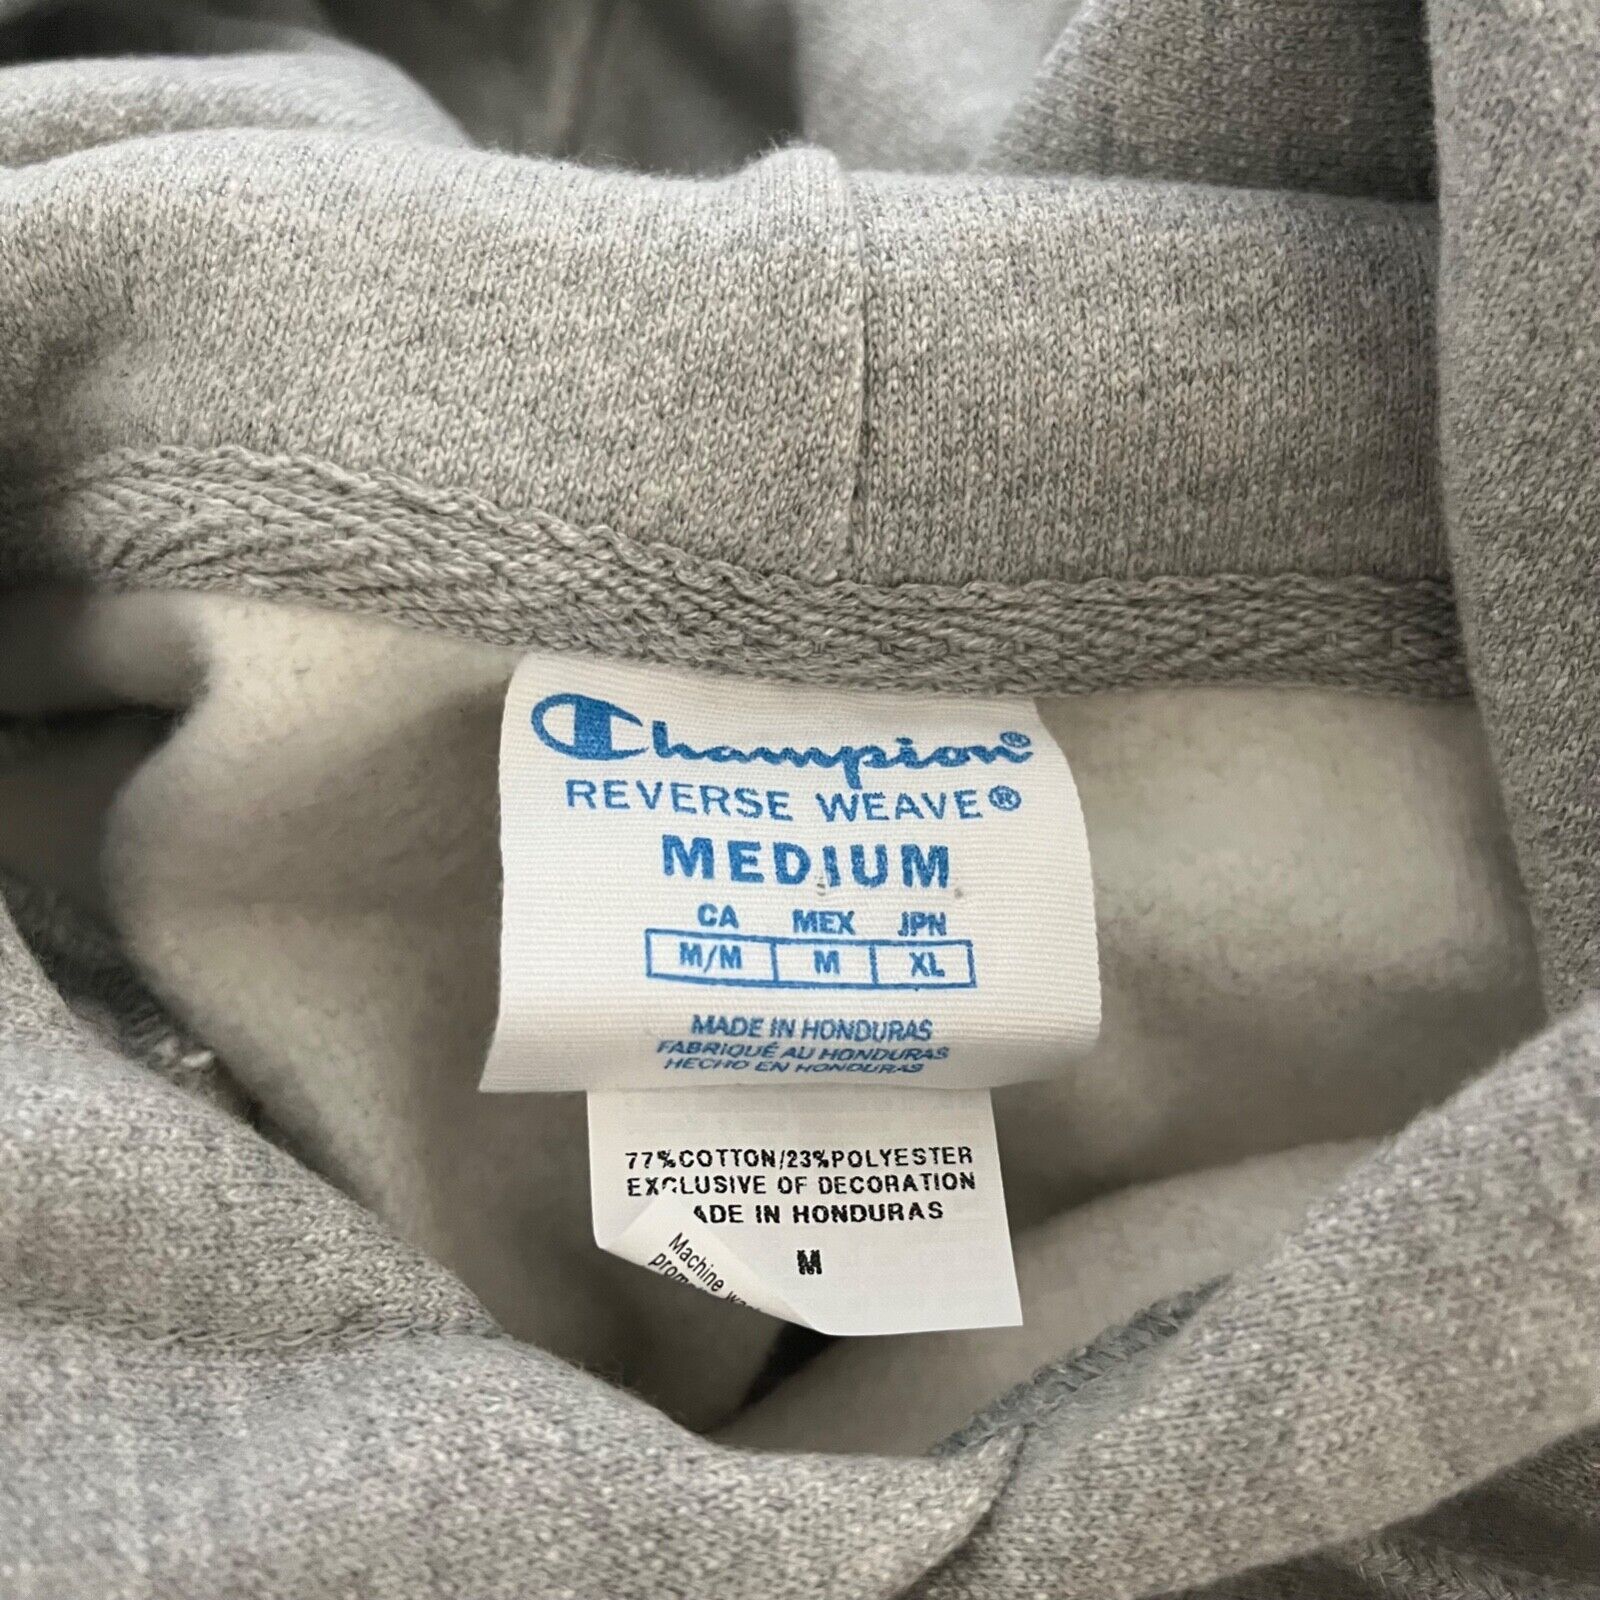 Champion®
REVERSE WEAVE®
MEDIUM
CA MEX JPN
M/M M XL
MADE IN HONDURAS
FABRIQUÉ AU HONDURAS
HECHO EN HONDURAS
77%COTTON/23%POLYESTER
EXCLUSIVE OF DECORATION
ADE IN HONDURAS
M
Machine